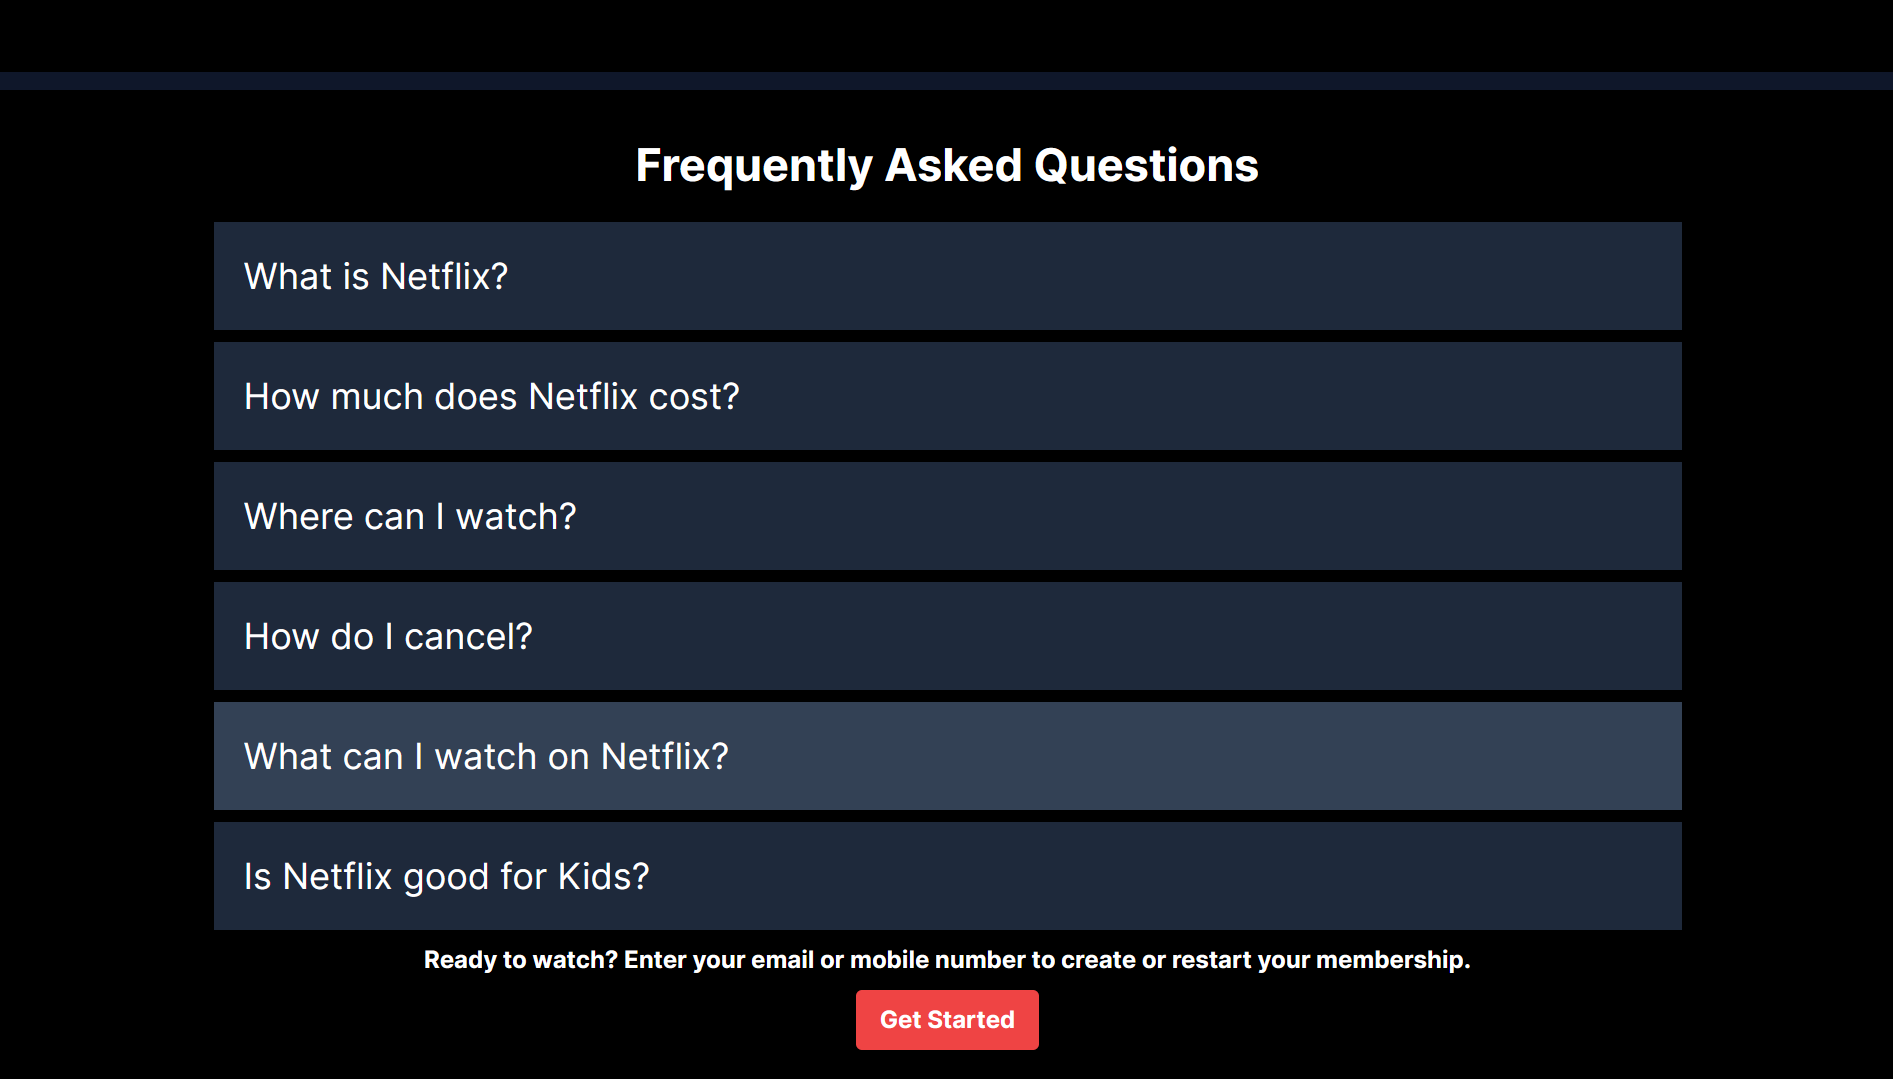 Frequently Asked Questions
What is Netflix?
How much does Netflix cost?
Where can I watch?
How do I cancel?
What can I watch on Netflix?
Is Netflix good for Kids?
Ready to watch? Enter your email or mobile number to create or restart your membership.
Get Started